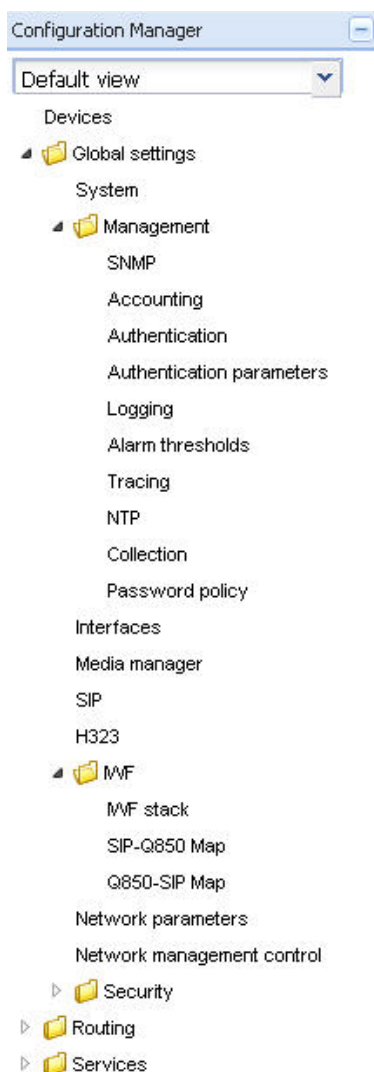 Configuration Manager
Default view
Devices
Global settings
System
Management
SNMP
Accounting
Authentication
Authentication parameters
Logging
Alarm thresholds
Tracing
NTP
Collection
Password policy
Interfaces
Media manager
SIP
H323
IWF
IWF stack
SIP-Q850 Map
Q850-SIP Map
Network parameters
Network management control
Security
Routing
Services